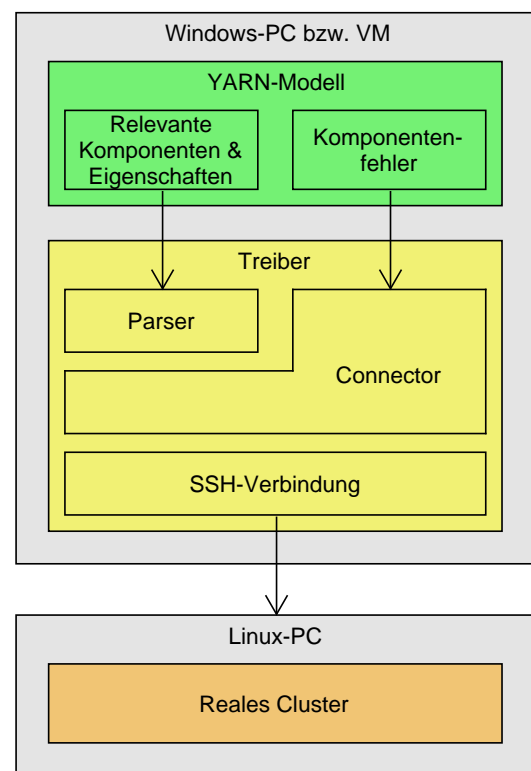 Windows-PC bzw. VM
YARN-Modell
Relevante
Komponenten &
Eigenschaften
Komponenten-
fehler
Treiber
Parser
Connector
SSH-Verbindung
Linux-PC
Reales Cluster